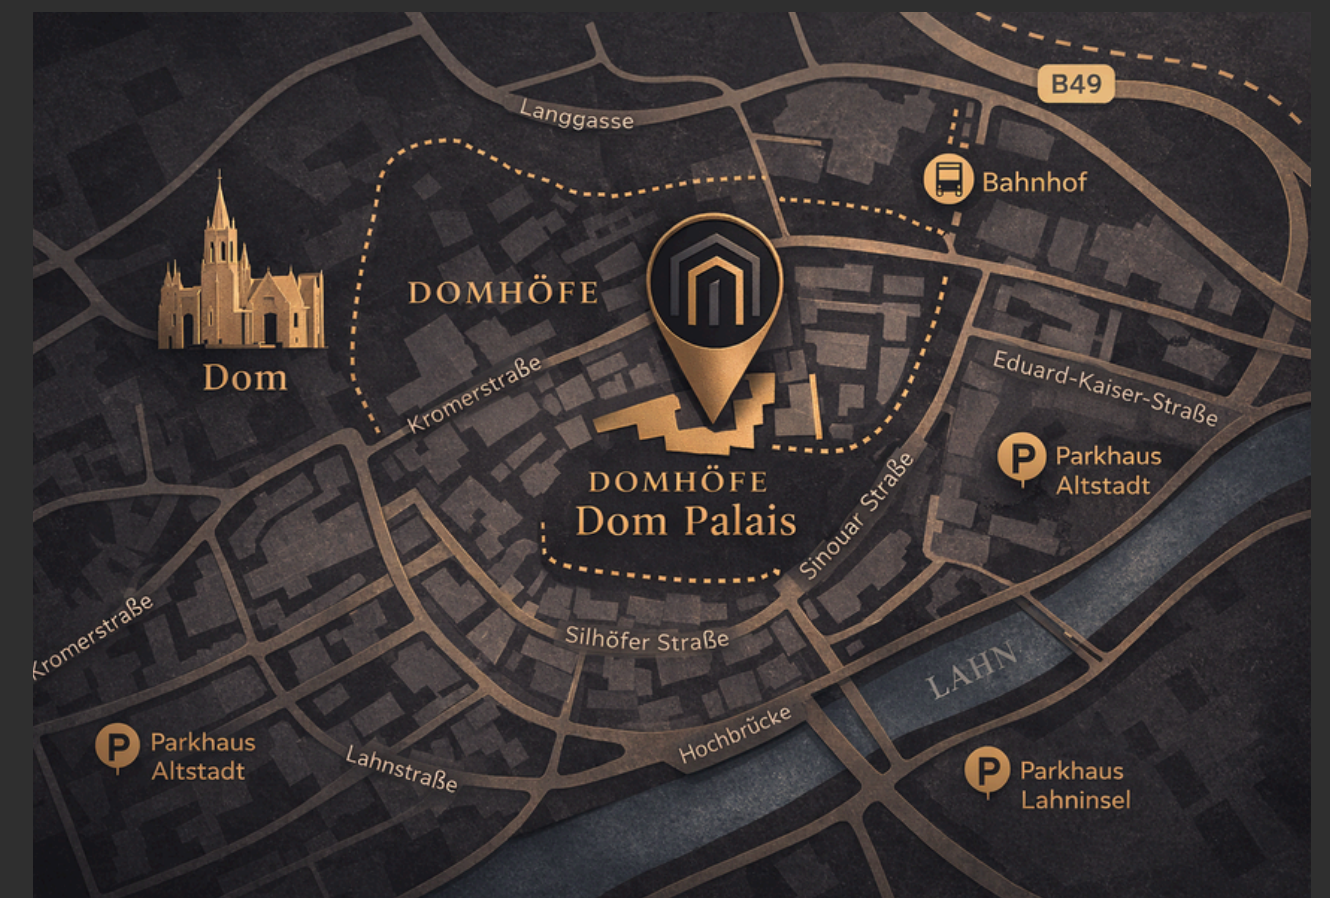 B49
Langgasse
Bahnhof
DOMHÖFE
Dom
Kromerstraße
Eduard-Kaiser-Straße
Parkhaus
Altstadt
DOMHÖFE
Dom Palais
Sinouar Straße
Kromerstraße
Silhöfer Straße
LAHN
Hochbrücke
Parkhaus
Altstadt
Lahnstraße
Parkhaus
Lahninsel
P
P
P